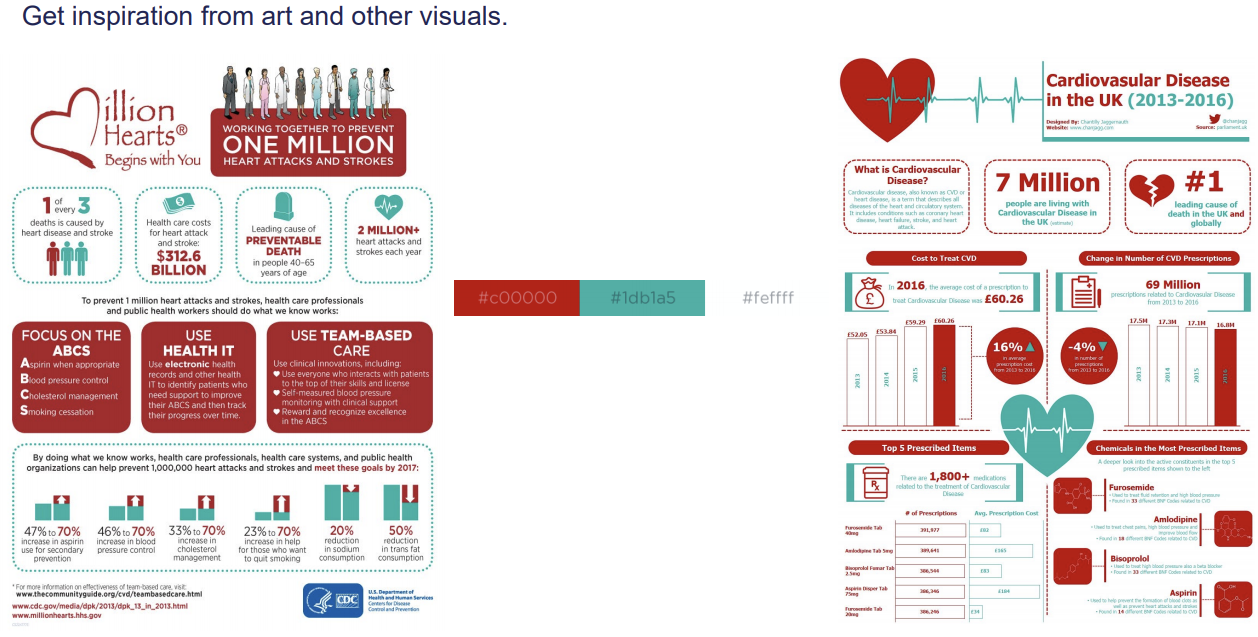 Get inspiration from art and other visuals.
illion
Hearts®
Begins with You
WORKING TOGETHER TO PREVENT
ONE MILLION
HEART ATTACKS AND STROKES
1 of every 3
deaths is caused by
heart disease and stroke
Health care costs
for heart attack
and stroke:
$312.6
BILLION
Leading cause of
PREVENTABLE
DEATH
in people 40–65
years of age
2 MILLION+
heart attacks and
strokes each year
To prevent 1 million heart attacks and strokes, health care professionals
and public health workers should do what we know works:
FOCUS ON THE
ABCS
Aspirin when appropriate
Blood pressure control
Cholesterol management
Smoking cessation
USE
HEALTH IT
Use electronic health
records and other health
IT to identify patients who
need support to improve
their ABCS and then track
their progress over time.
USE TEAM-BASED
CARE
Use clinical innovations, including:
Use everyone who interacts with patients
to the top of their skills and license
Self-measured blood pressure
monitoring with clinical support
Reward and recognize excellence
in the ABCS
By doing what we know works, health care professionals, health care systems, and public health
organizations can help prevent 1,000,000 heart attacks and strokes and meet these goals by 2017:
47% to 70%
increase in aspirin
use for secondary
prevention
46% to 70%
increase in blood
pressure control
33% to 70%
increase in
cholesterol
management
23% to 70%
increase in help
for those who want
to quit smoking
20%
reduction
in sodium
consumption
50%
reduction
in trans fat
consumption
* For more information on effectiveness of team-based care, visit:
www.thecommunityguide.org/cvd/teambasedcare.html
www.cdc.gov/media/dpk/2013/dpk_13_in_2013.html
www.millionhearts.hhs.gov
CDC
U.S. Department of
Health and Human Services
Centers for Disease
Control and Prevention
#c00000
#1db1a5
#feffff
Cardiovascular Disease
in the UK (2013-2016)
Designed By: Chantilly Jaggernauth
Website: www.chanjagg.com
@chanjagg
Source: parliament.uk
What is Cardiovascular
Disease?
Cardiovascular disease, also known as CVD or
heart disease, is a term that describes all
diseases of the heart and circulatory system.
It includes conditions such as coronary heart
disease, heart failure, stroke, and heart
attack.
7 Million
people are living with
Cardiovascular Disease in
the UK (estimate)
#1
leading cause of
death in the UK and
globally
Cost to Treat CVD
In 2016, the average cost of a prescription to
treat Cardiovascular Disease was £60.26
£52.05
£53.84
£59.29
£60.26
2013
2014
2015
2016
16%
in average
prescription cost
from 2013 to 2016
Change in Number of CVD Prescriptions
69 Million
prescriptions related to Cardiovascular Disease
from 2013 to 2016
-4%
in number of
prescriptions
from 2013 to 2016
17.5M
17.3M
17.1M
16.8M
2013
2014
2015
2016
Top 5 Prescribed Items
Rx
There are 1,800+ medications
related to the treatment of Cardiovascular
Disease
# of Prescriptions
Avg. Prescription Cost
Furosemide Tab
40mg
391,977
£82
Amlodipine Tab 5mg
389,641
£165
Bisoprolol Fumar Tab
2.5mg
386,544
£83
Aspirin Disper Tab
75mg
386,346
£184
Furosemide Tab
20mg
386,246
£34
Chemicals in the Most Prescribed Items
A deeper look into the active constituents in the top 5
prescribed items shown to the left
Furosemide
• Used to treat fluid retention and high blood pressure
• Found in 33 different BNF Codes related to CVD
Amlodipine
• Used to treat chest pains, high blood pressure and
improve blood flow
• Found in 18 different BNF Codes related to CVD
Bisoprolol
• Used to treat high blood pressure also a beta blocker
• Found in 33 different BNF Codes related to CVD
Aspirin
• Used to help prevent the formation of blood clots as
well as prevent heart attacks and strokes
• Found in 14 different BNF Codes related to CVD